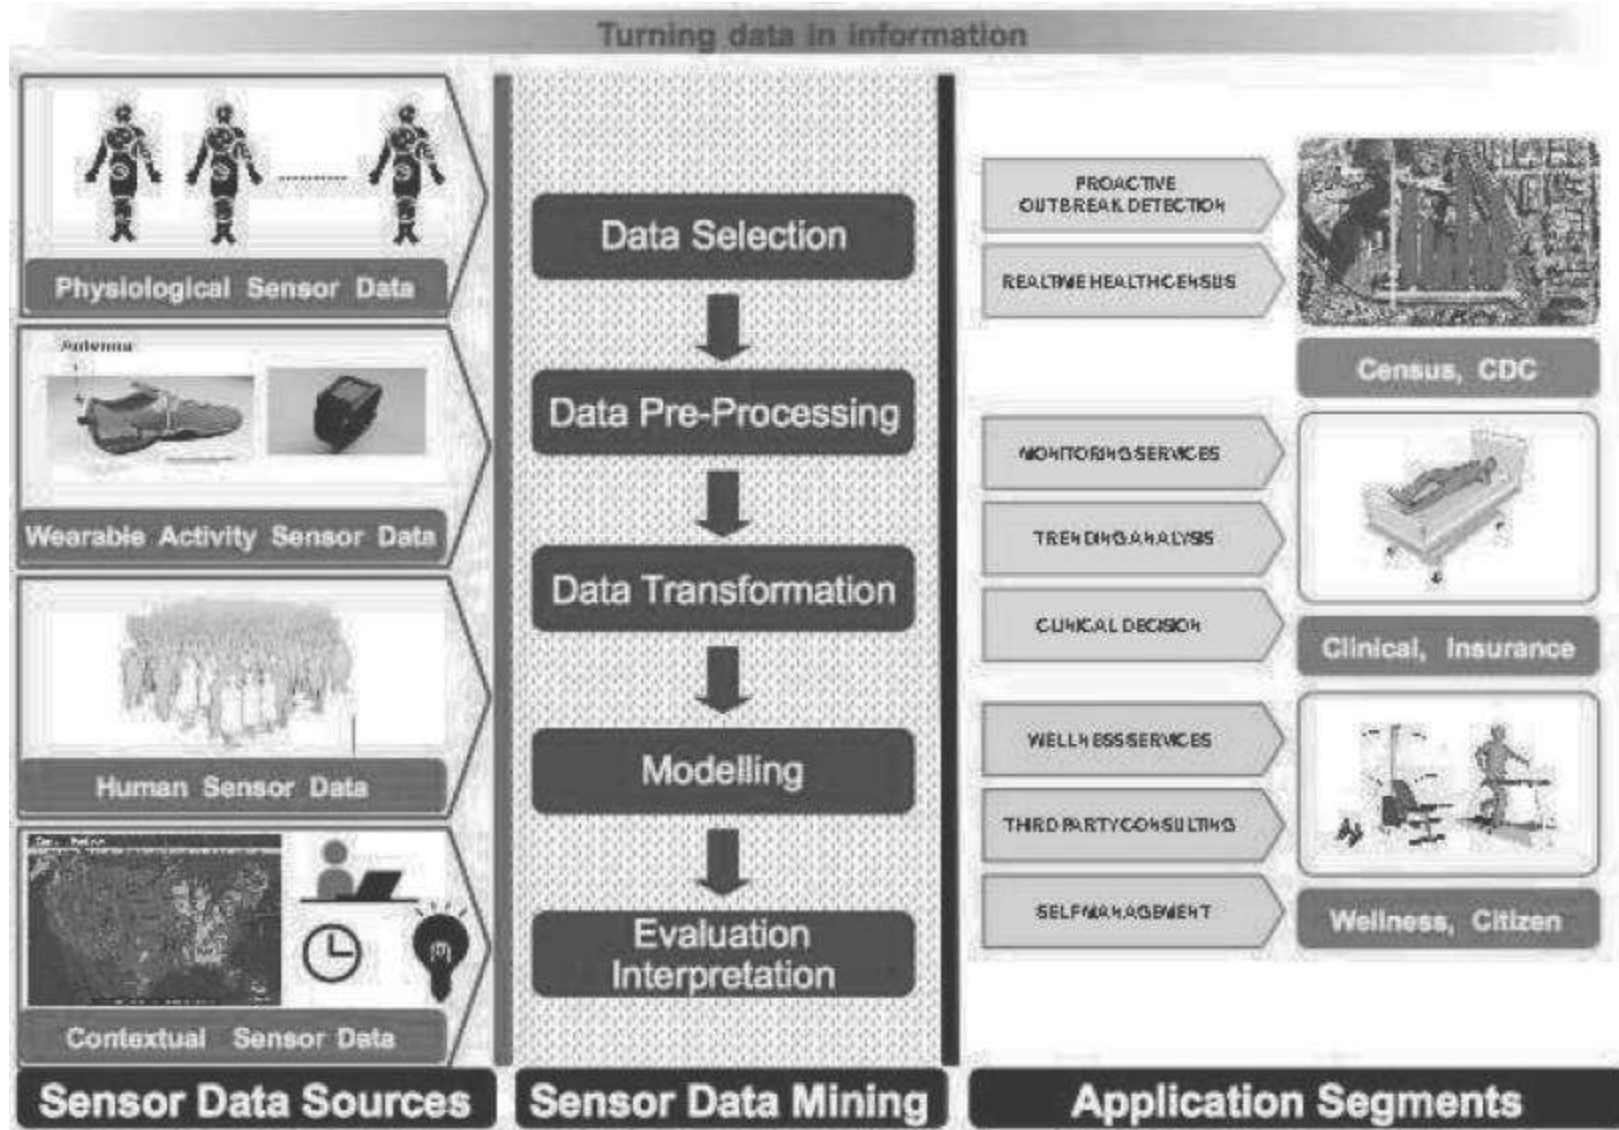 Turning data in information
Physiological Sensor Data
Antenna
Wearable Activity Sensor Data
Human Sensor Data
Contextual Sensor Data
Sensor Data Sources
Data Selection
Data Pre-Processing
Data Transformation
Modelling
Evaluation
Interpretation
Sensor Data Mining
PROACTIVE
OUTBREAK DETECTION
REALTIME HEALTH CENSUS
Census, CDC
MONITORING SERVICES
TRENDING ANALYSIS
CLINICAL DECISION
Clinical, Insurance
WELLNESS SERVICES
THIRD PARTY CONSULTING
SELF MANAGEMENT
Wellness, Citizen
Application Segments